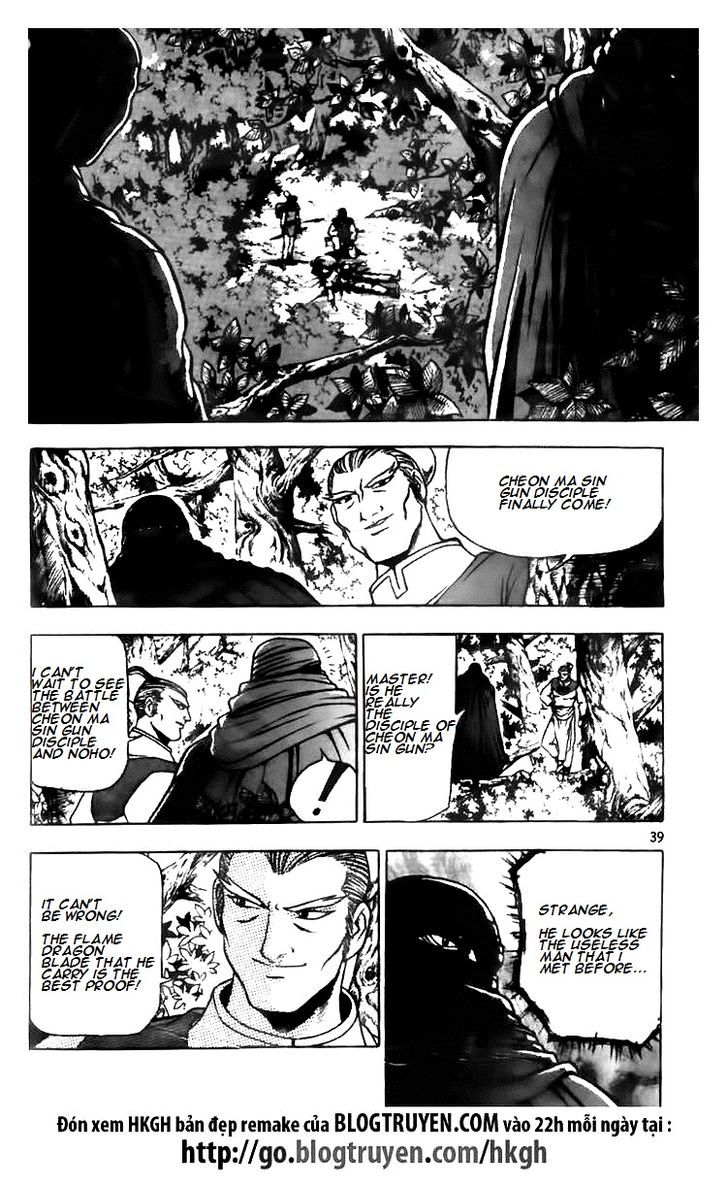 CHEON MA SIN
GUN DISCIPLE
FINALLY COME!
I CAN'T
WAIT TO SEE
THE BATTLE
BETWEEN
CHEON MA
SIN GUN
DISCIPLE
AND NOHO!
!
MASTER!
IS HE
REALLY
THE
DISCIPLE OF
CHEON MA
SIN GUN?
39
IT CAN'T
BE WRONG!
THE FLAME
DRAGON
BLADE THAT HE
CARRY IS THE
BEST PROOF!
STRANGE,
HE LOOKS LIKE
THE USELESS
MAN THAT I
MET BEFORE...
Đón xem HKGH bản đẹp remake của BLOGTRUYEN.COM vào 22h mỗi ngày tại :
http://go.blogtruyen.com/hkgh